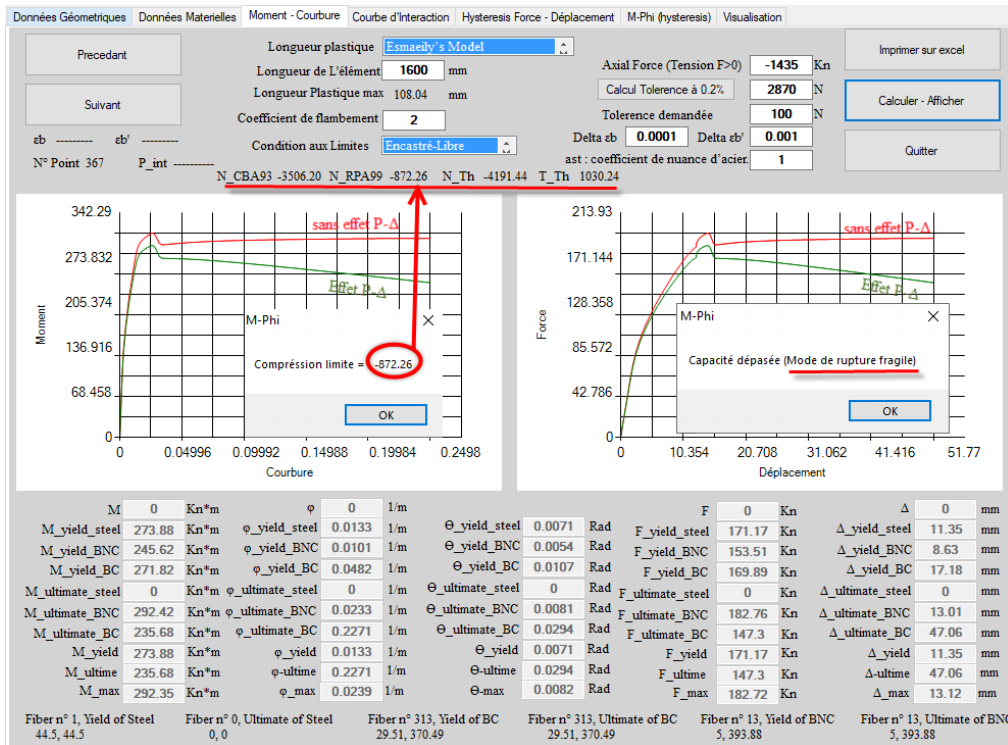 Données Géometriques Données Materielles Moment - Courbure Courbe d'Interaction Hysteresis Force - Déplacement M-Phi (hysteresis) Visualisation
Precedant
Suivant
εb --------- εb' ---------
N° Point 367 P_int ----------
Longueur plastique Esmaeily's Model
Longueur de L'élément 1600 mm
Longueur Plastique max 108.04 mm
Coefficient de flambement 2
Condition aux Limites Encastré-Libre
Axial Force (Tension F>0) -1435 Kn
Calcul Tolerence à 0.2% 2870 N
Tolerence demandée 100 N
Delta εb 0.0001 Delta εb' 0.001
ast : coefficient de nuance d'acier. 1
Imprimer sur excel
Calculer - Afficher
Quitter
N_CBA93 -3506.20 N_RPA99 -872.26 N_Th -4191.44 T_Th 1030.24
342.29
273.832
205.374
136.916
68.458
0
Moment
sans effet P-Δ
Effet P-Δ
M-Phi
Compréssion limite = -872.26
OK
0 0.04996 0.09992 0.14988 0.19984 0.2498
Courbure
213.93
171.144
128.358
85.572
42.786
0
Force
sans effet P-Δ
Effet P-Δ
M-Phi
Capacité dépasée (Mode de rupture fragile)
OK
0 10.354 20.708 31.062 41.416 51.77
Déplacement
M 0 Kn*m φ 0 1/m F 0 Kn Δ 0 mm
M_yield_steel 273.88 Kn*m φ_yield_steel 0.0133 1/m Θ_yield_steel 0.0071 Rad F_yield_steel 171.17 Kn Δ_yield_steel 11.35 mm
M_yield_BNC 245.62 Kn*m φ_yield_BNC 0.0101 1/m Θ_yield_BNC 0.0054 Rad F_yield_BNC 153.51 Kn Δ_yield_BNC 8.63 mm
M_yield_BC 271.82 Kn*m φ_yield_BC 0.0482 1/m Θ_yield_BC 0.0107 Rad F_yield_BC 169.89 Kn Δ_yield_BC 17.18 mm
M_ultimate_steel 0 Kn*m φ_ultimate_steel 0 1/m Θ_ultimate_steel 0 Rad F_ultimate_steel 0 Kn Δ_ultimate_steel 0 mm
M_ultimate_BNC 292.42 Kn*m φ_ultimate_BNC 0.0233 1/m Θ_ultimate_BNC 0.0081 Rad F_ultimate_BNC 182.76 Kn Δ_ultimate_BNC 13.01 mm
M_ultimate_BC 235.68 Kn*m φ_ultimate_BC 0.2271 1/m Θ_ultimate_BC 0.0294 Rad F_ultimate_BC 147.3 Kn Δ_ultimate_BC 47.06 mm
M_yield 273.88 Kn*m φ_yield 0.0133 1/m Θ_yield 0.0071 Rad F_yield 171.17 Kn Δ_yield 11.35 mm
M_ultime 235.68 Kn*m φ-ultime 0.2271 1/m Θ-ultime 0.0294 Rad F_ultime 147.3 Kn Δ-ultime 47.06 mm
M_max 292.35 Kn*m φ_max 0.0239 1/m Θ-max 0.0082 Rad F_max 182.72 Kn Δ_max 13.12 mm
Fiber n° 1, Yield of Steel Fiber n° 0, Ultimate of Steel Fiber n° 313, Yield of BC Fiber n° 313, Ultimate of BC Fiber n° 13, Yield of BNC Fiber n° 13, Ultimate of BNC
44.5, 44.5 0, 0 29.51, 370.49 29.51, 370.49 5, 393.88 5, 393.88